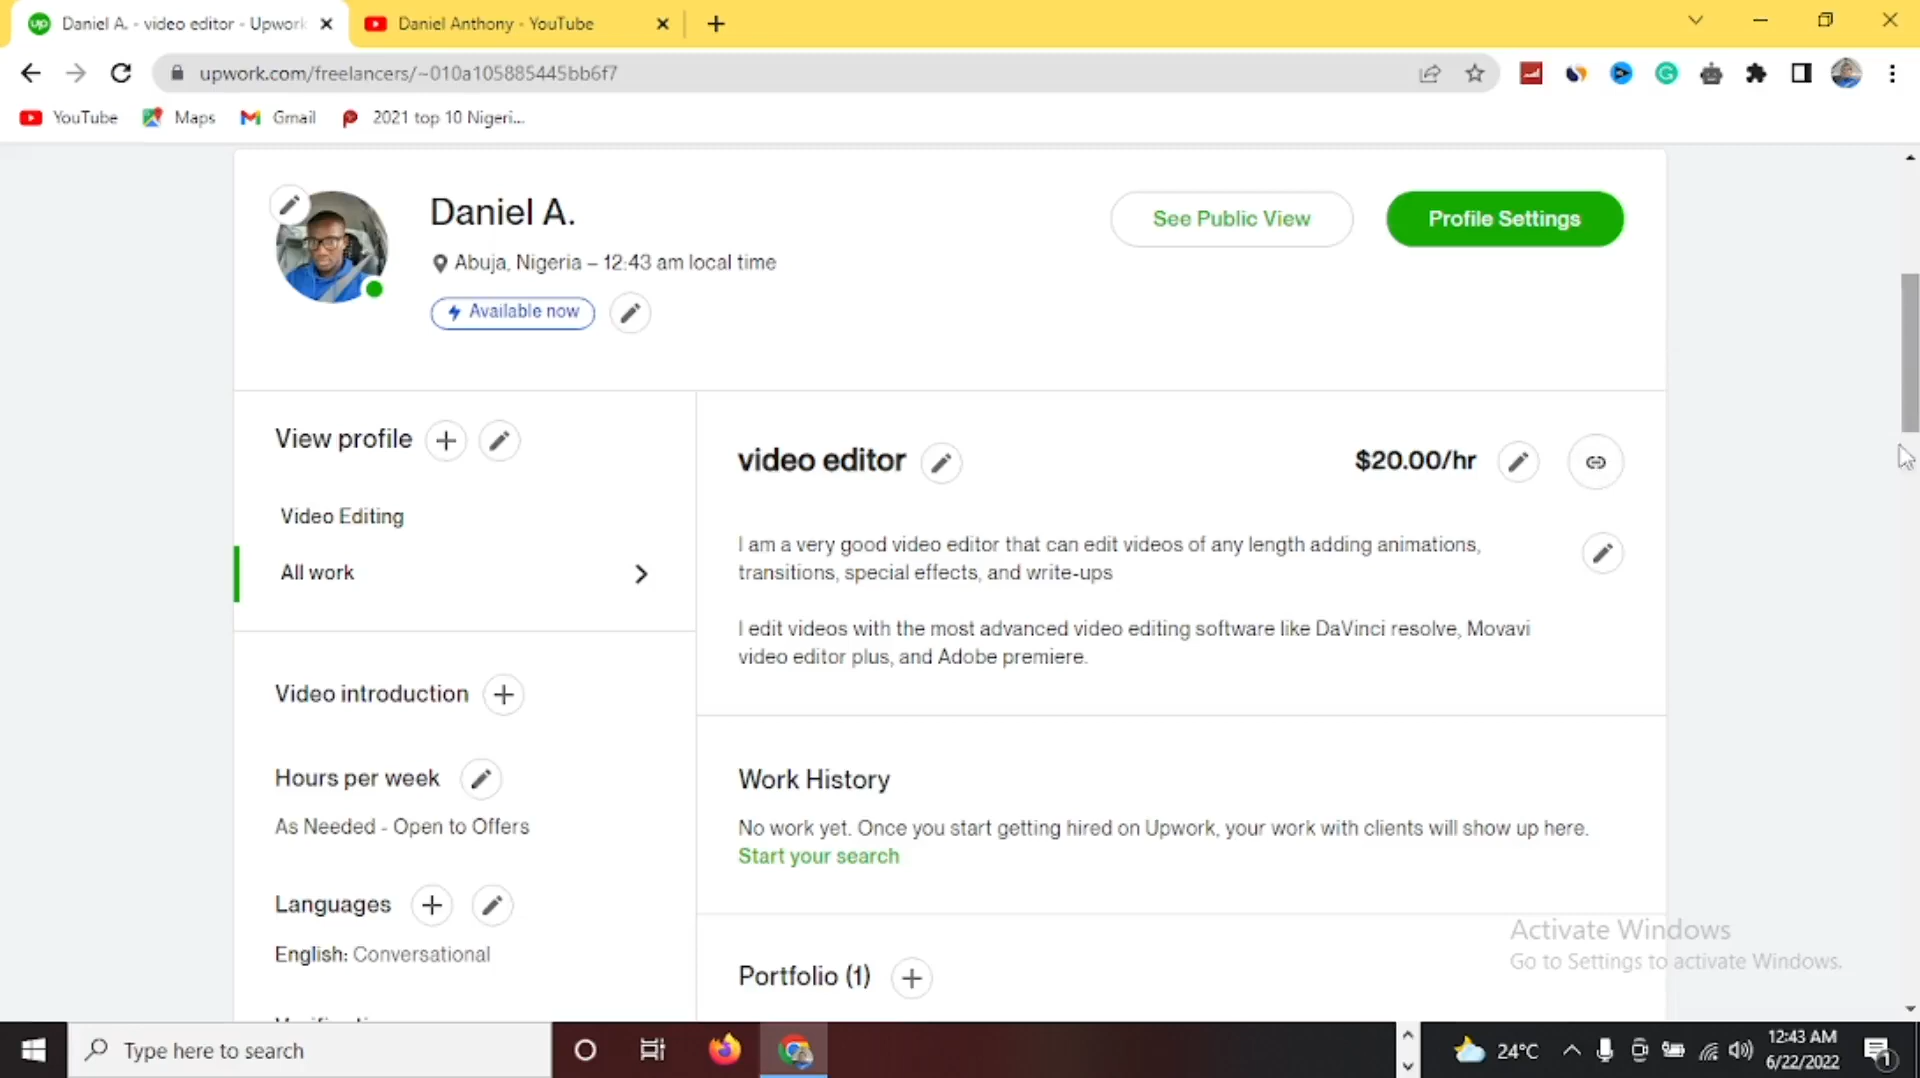 Daniel A. - video editor - Upwork
Daniel Anthony - YouTube
upwork.com/freelancers/~010a105885445bb6f7
YouTube
Maps
Gmail
2021 top 10 Nigeri...
Daniel A.
Abuja, Nigeria – 12:43 am local time
Available now
See Public View
Profile Settings
View profile
Video Editing
All work
Video introduction
Hours per week
As Needed - Open to Offers
Languages
English: Conversational
video editor
$20.00/hr
I am a very good video editor that can edit videos of any length adding animations,
transitions, special effects, and write-ups
I edit videos with the most advanced video editing software like DaVinci resolve, Movavi
video editor plus, and Adobe premiere.
Work History
No work yet. Once you start getting hired on Upwork, your work with clients will show up here.
Start your search
Portfolio (1)
Activate Windows
Go to Settings to activate Windows.
Type here to search
24°C
12:43 AM
6/22/2022
1